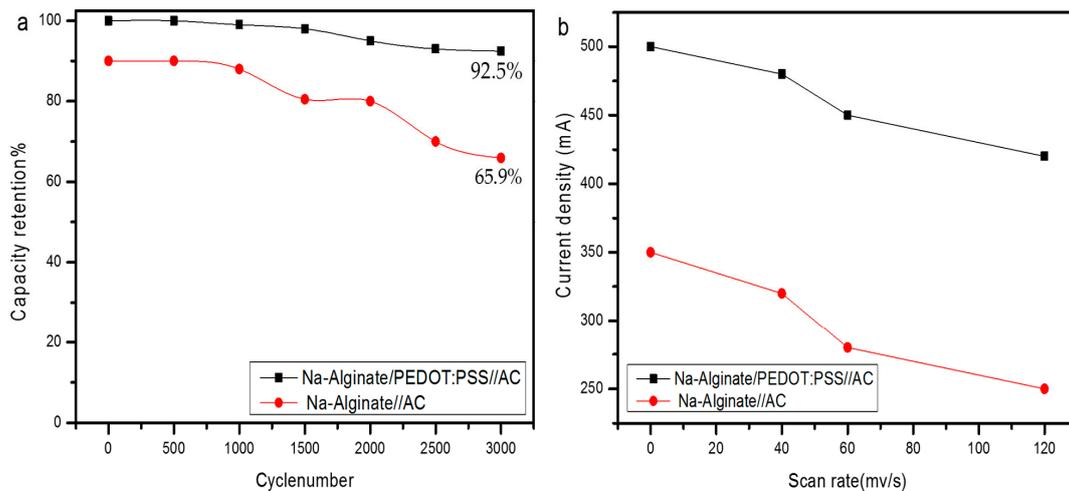 a
100
80
60
40
20
0
Capacity retention%
92.5%
65.9%
Na-Alginate/PEDOT:PSS//AC
Na-Alginate//AC
0 500 1000 1500 2000 2500 3000
Cyclenumber
b
500
450
400
350
300
250
Current density (mA)
Na-Alginate/PEDOT:PSS//AC
Na-Alginate//AC
0 20 40 60 80 100 120
Scan rate(mv/s)